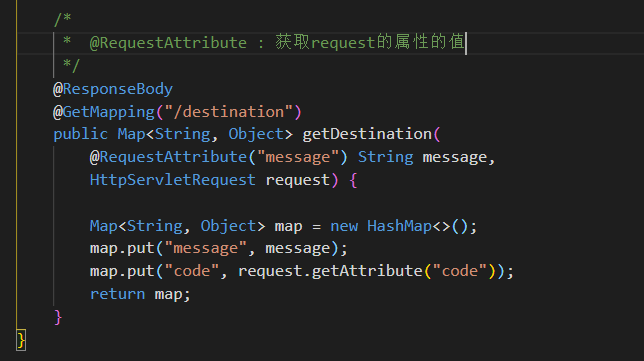 /*
*  @RequestAttribute : 获取request的属性的值
*/
@ResponseBody
@GetMapping("/destination")
public Map<String, Object> getDestination(
@RequestAttribute("message") String message,
HttpServletRequest request) {
Map<String, Object> map = new HashMap<>();
map.put("message", message);
map.put("code", request.getAttribute("code"));
return map;
}
}